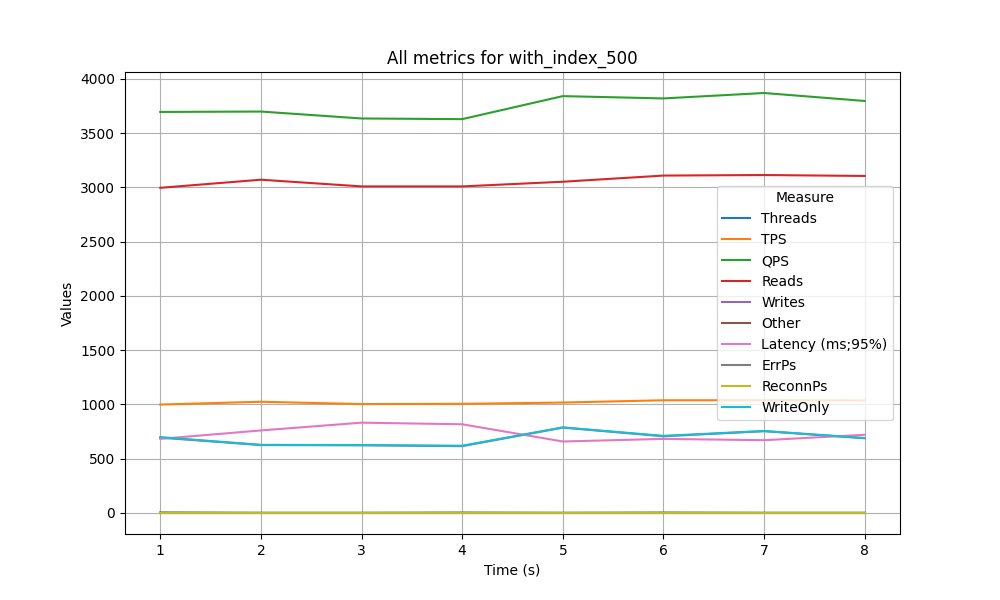 All metrics for with_index_500
Values
4000
3500
3000
2500
2000
1500
1000
500
0
Measure
Threads
TPS
QPS
Reads
Writes
Other
Latency (ms;95%)
ErrPs
ReconnPs
WriteOnly
1 2 3 4 5 6 7 8
Time (s)